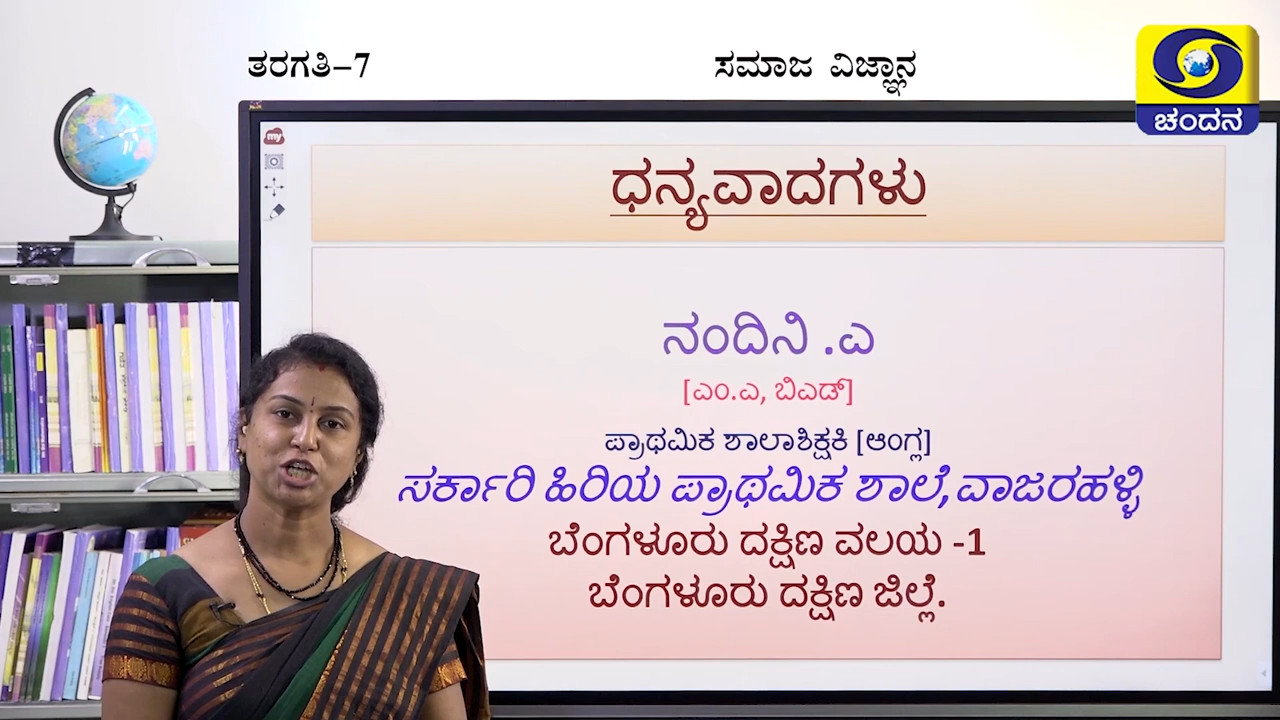 ತರಗತಿ–7
ಸಮಾಜ ವಿಜ್ಞಾನ
ಚಂದನ
my
ಧನ್ಯವಾದಗಳು
ನಂದಿನಿ .ಎ
[ಎಂ.ಎ, ಬಿಎಡ್]
ಪ್ರಾಥಮಿಕ ಶಾಲಾಶಿಕ್ಷಕಿ [ಆಂಗ್ಲ]
ಸರ್ಕಾರಿ ಹಿರಿಯ ಪ್ರಾಥಮಿಕ ಶಾಲೆ, ವಾಜರಹಳ್ಳಿ
ಬೆಂಗಳೂರು ದಕ್ಷಿಣ ವಲಯ -1
ಬೆಂಗಳೂರು ದಕ್ಷಿಣ ಜಿಲ್ಲೆ.